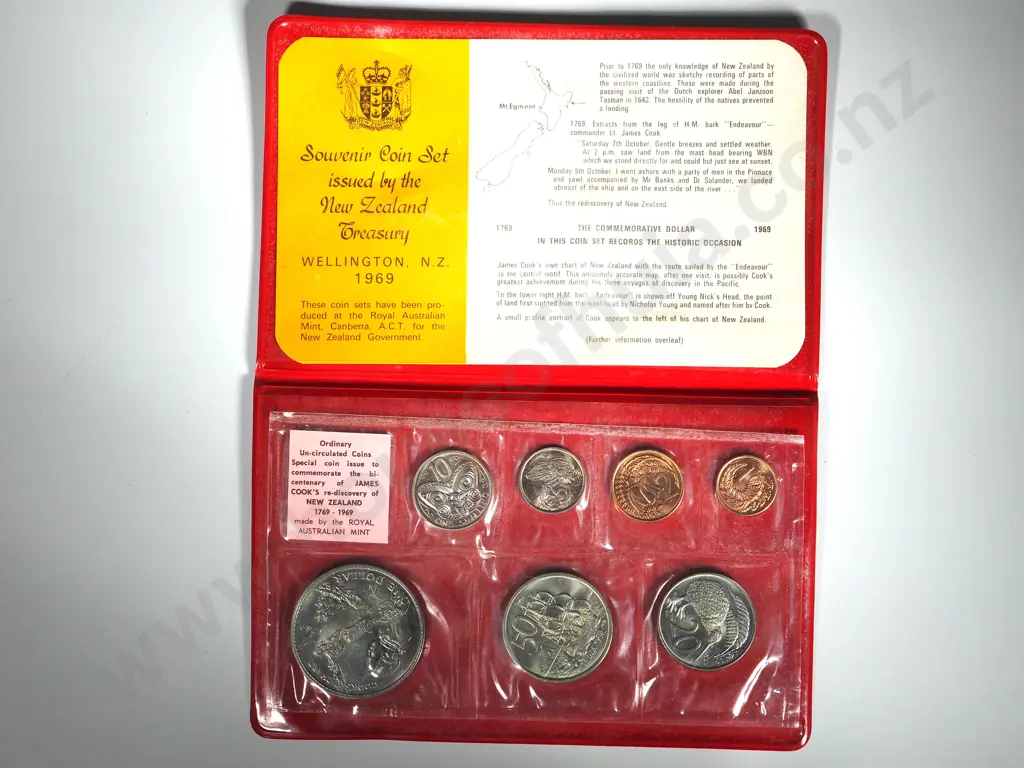 Souvenir Coin Set
issued by the
New Zealand
Treasury
WELLINGTON, N.Z.
1969
These coin sets have been pro-
duced at the Royal Australian
Mint, Canberra, A.C.T. for the
New Zealand Government.
Mt.Egmont
Prior to 1769 the only knowledge of New Zealand by
the civilised world was sketchy recording of parts of
the western coastline. These were made during the
passing visit of the Dutch explorer Abel Janzoon
Tasman in 1642. The hostility of the natives prevented
a landing
1769. Extracts from the log of H.M. bark "Endeavour"—
commander Lt. James Cook
"Saturday 7th October. Gentle breezes and settled weather.
At 2 p.m. saw land from the mast head bearing WBN
which we stood directly for and could but just see at sunset.
Monday 9th October. I went ashore with a party of men in the Pinnace
and yawl accompanied by Mr Banks and Dr Solander, we landed
abreast of the ship and on the east side of the river . . ."
Thus the rediscovery of New Zealand.
1769 THE COMMEMORATIVE DOLLAR 1969
IN THIS COIN SET RECORDS THE HISTORIC OCCASION
James Cook's own chart of New Zealand with the route sailed by the "Endeavour"
is the central motif. This amazingly accurate map, after one visit, is possibly Cook's
greatest achievement during his three voyages of discovery in the Pacific.
To the lower right H.M. bark "Endeavour" is shown off Young Nick's Head, the point
of land first sighted from the mast head by Nicholas Young and named after him by Cook.
A small profile portrait of Cook appears to the left of his chart of New Zealand.
(Further information overleaf)
Ordinary
Un-circulated Coins
Special coin issue to
commemorate the bi-
centenary of JAMES
COOK'S re-discovery of
NEW ZEALAND
1769 - 1969
made by the ROYAL
AUSTRALIAN MINT
10
ONE SHILLING
ONE DOLLAR
50
20